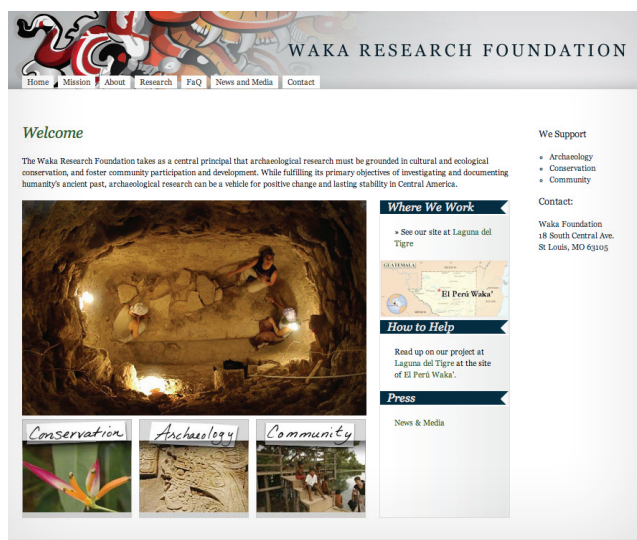 WAKA RESEARCH FOUNDATION
Home Mission About Research FaQ News and Media Contact
Welcome
The Waka Research Foundation takes as a central principal that archaeological research must be grounded in cultural and ecological
conservation, and foster community participation and development. While fulfilling its primary objectives of investigating and documenting
humanity's ancient past, archaeological research can be a vehicle for positive change and lasting stability in Central America.
Where We Work
» See our site at Laguna del
Tigre
GUATEMALA
El Perú Waka'
How to Help
Read up on our project at
Laguna del Tigre at the site
of El Perú Waka'.
Press
News & Media
Conservation
Archaeology
Community
We Support
Archaeology
Conservation
Community
Contact:
Waka Foundation
18 South Central Ave.
St Louis, MO 63105